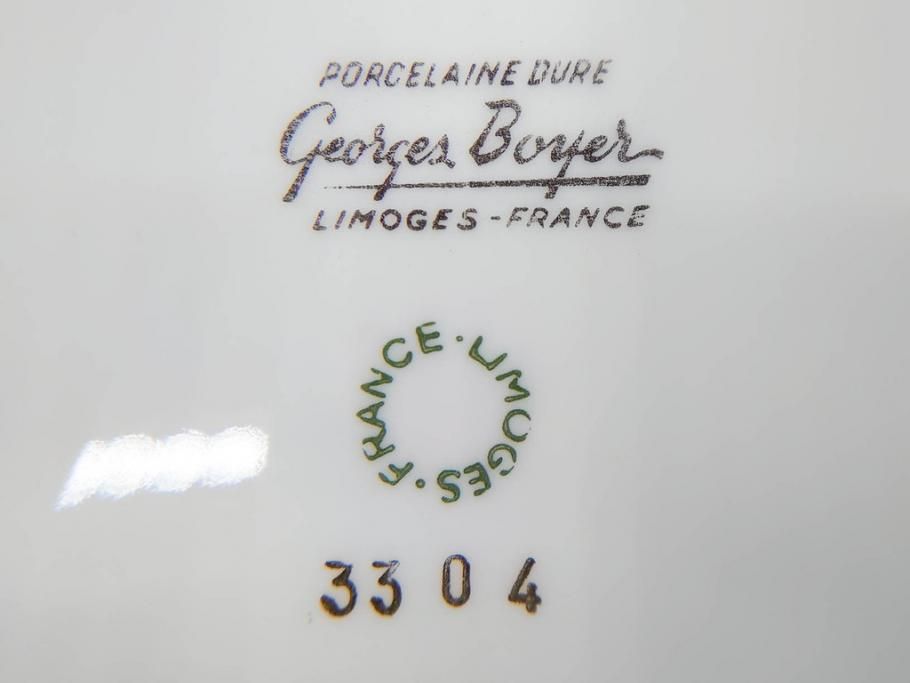 PORCELAINE DURE
Georges Boyer
LIMOGES - FRANCE
LIMOGES · FRANCE ·
3304